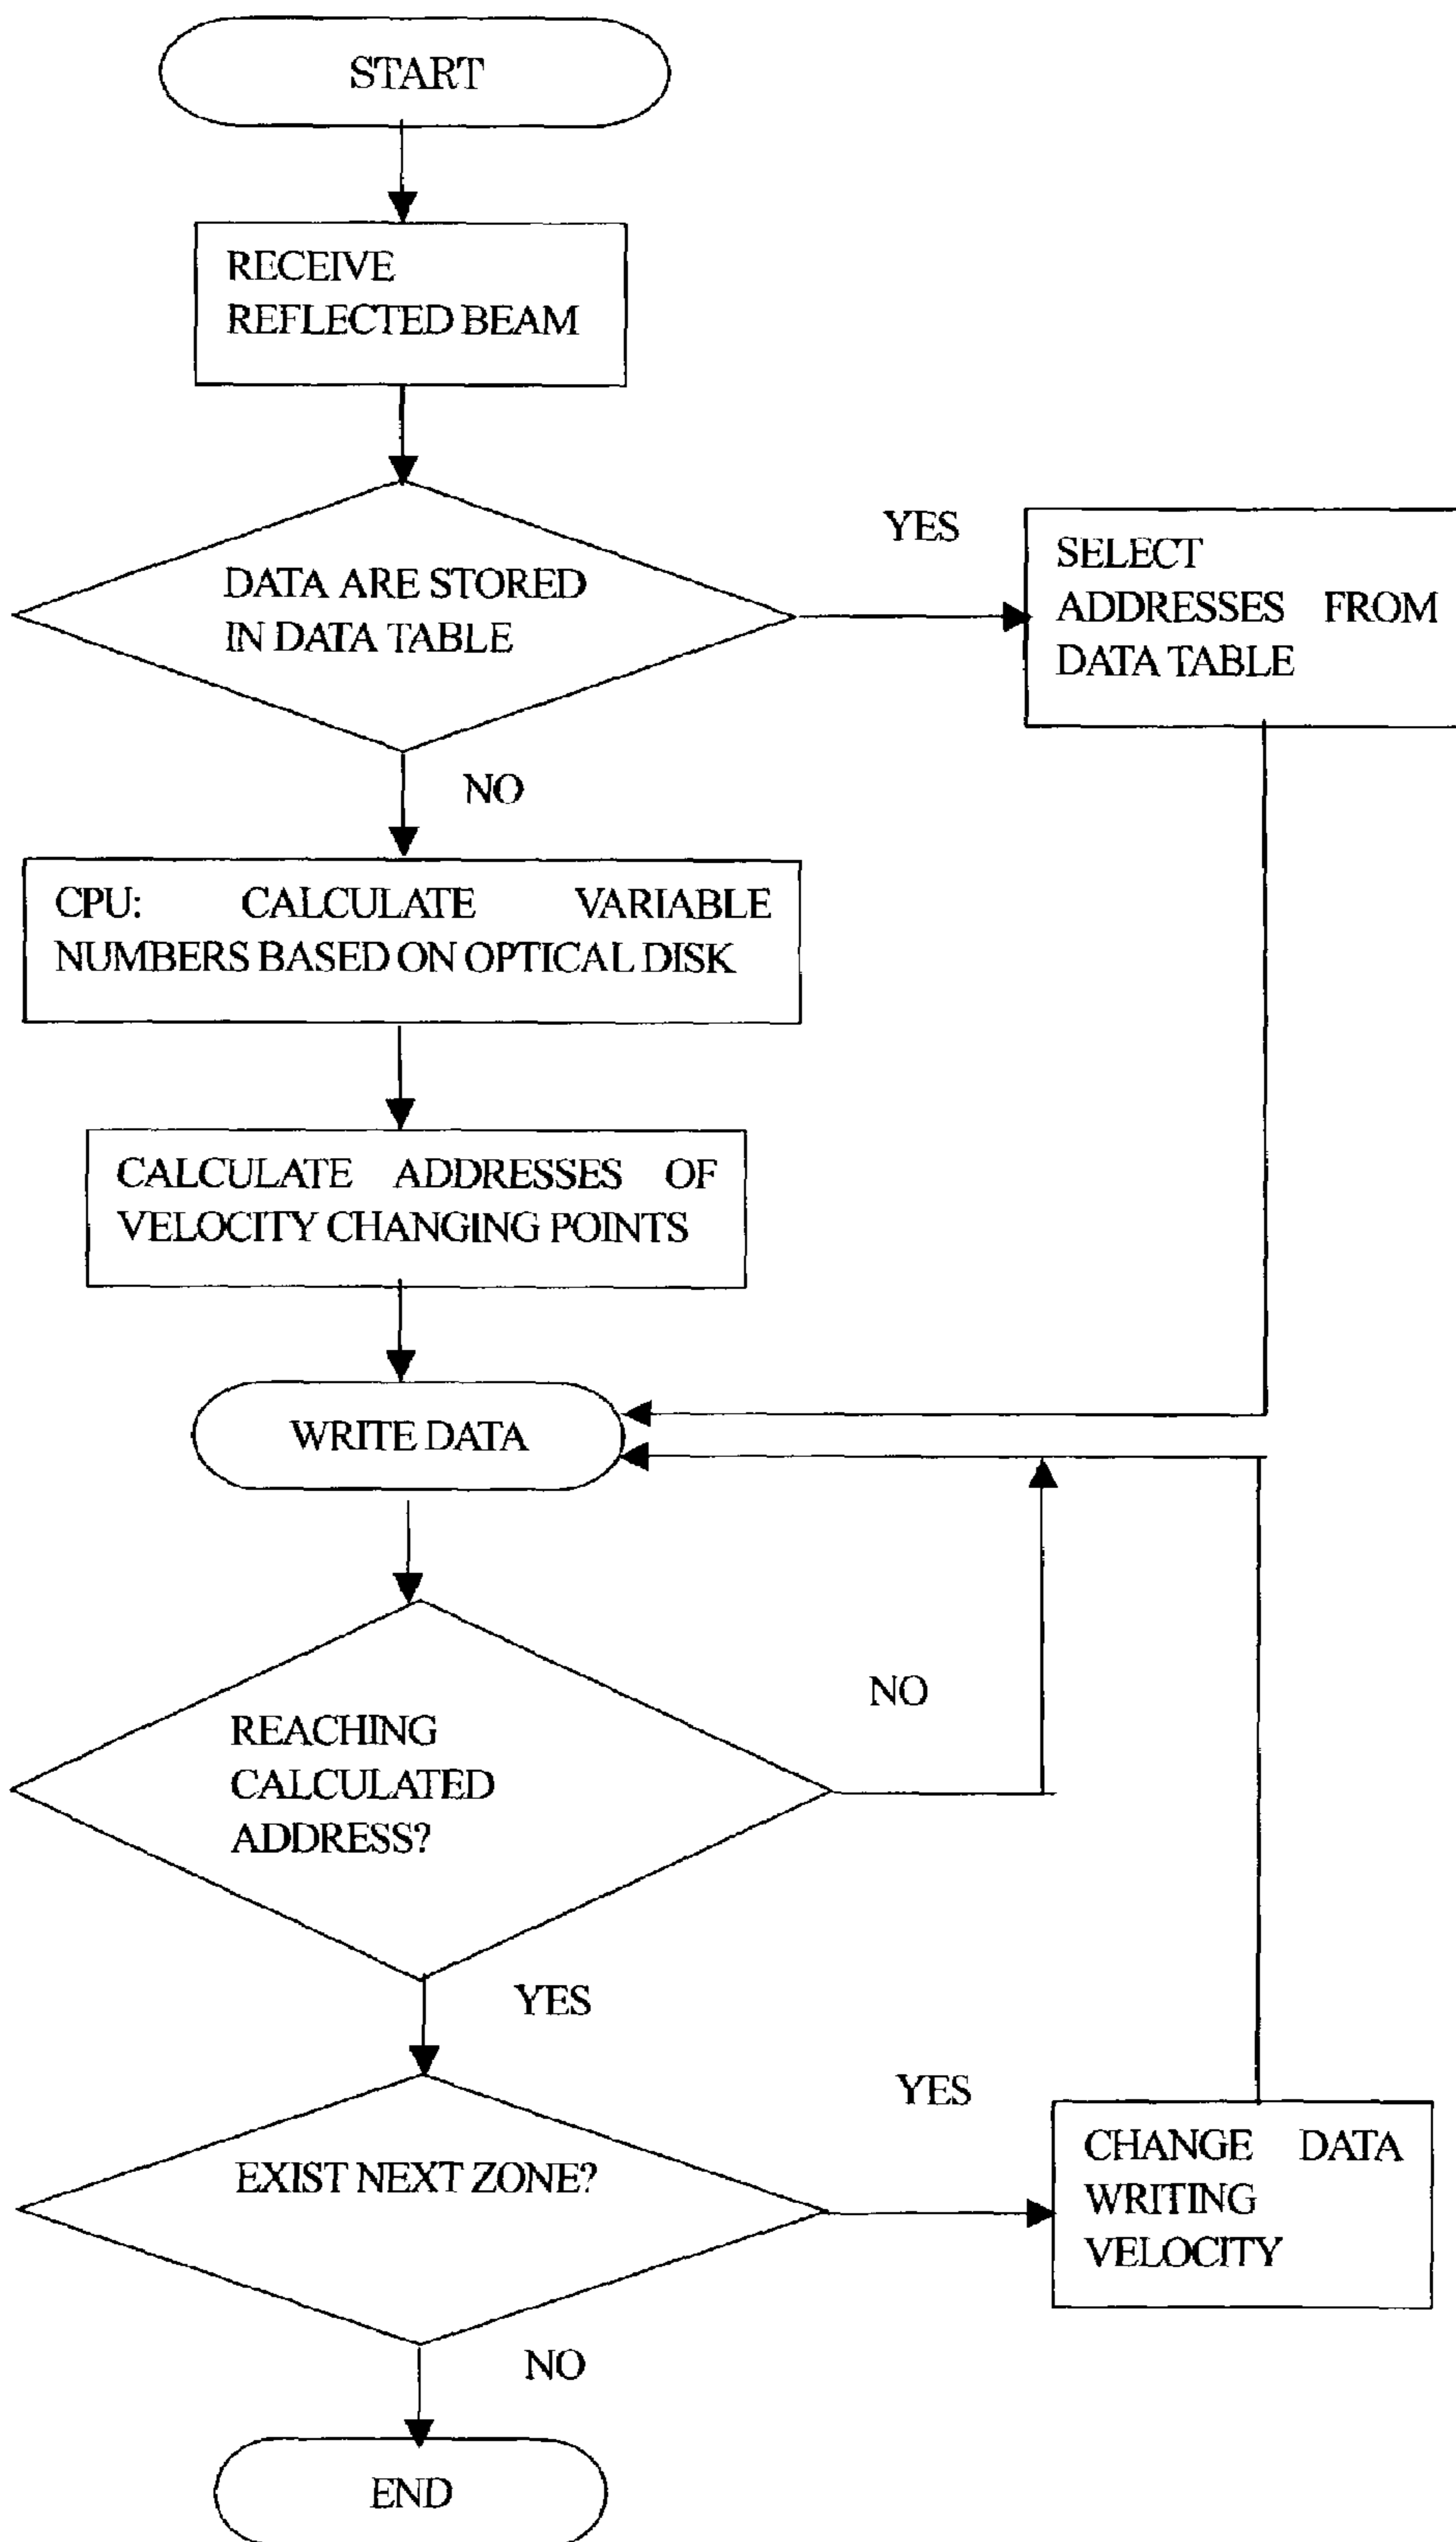 START
RECEIVE
REFLECTED BEAM
YES
SELECT
ADDRESSES FROM
DATA TABLE
DATA ARE STORED
IN DATA TABLE
NO
CPU: CALCULATE VARIABLE
NUMBERS BASED ON OPTICAL DISK
CALCULATE ADDRESSES OF
VELOCITY CHANGING POINTS
WRITE DATA
NO
REACHING
CALCULATED
ADDRESS?
YES
YES
CHANGE DATA
WRITING
VELOCITY
EXIST NEXT ZONE?
NO
END